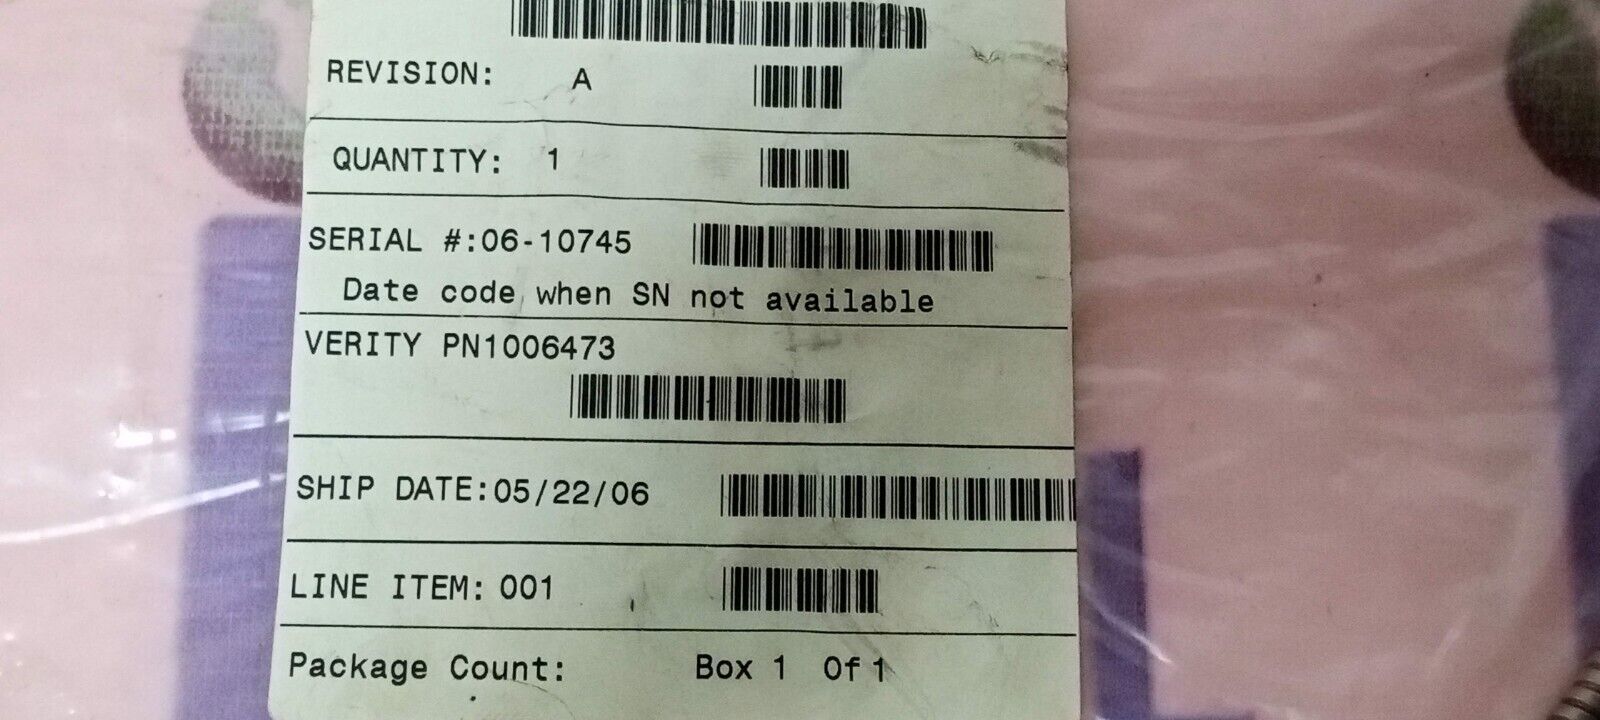 REVISION: A
QUANTITY: 1
SERIAL #:06-10745
Date code when SN not available
VERITY PN1006473
SHIP DATE:05/22/06
LINE ITEM: 001
Package Count: Box 1 Of 1